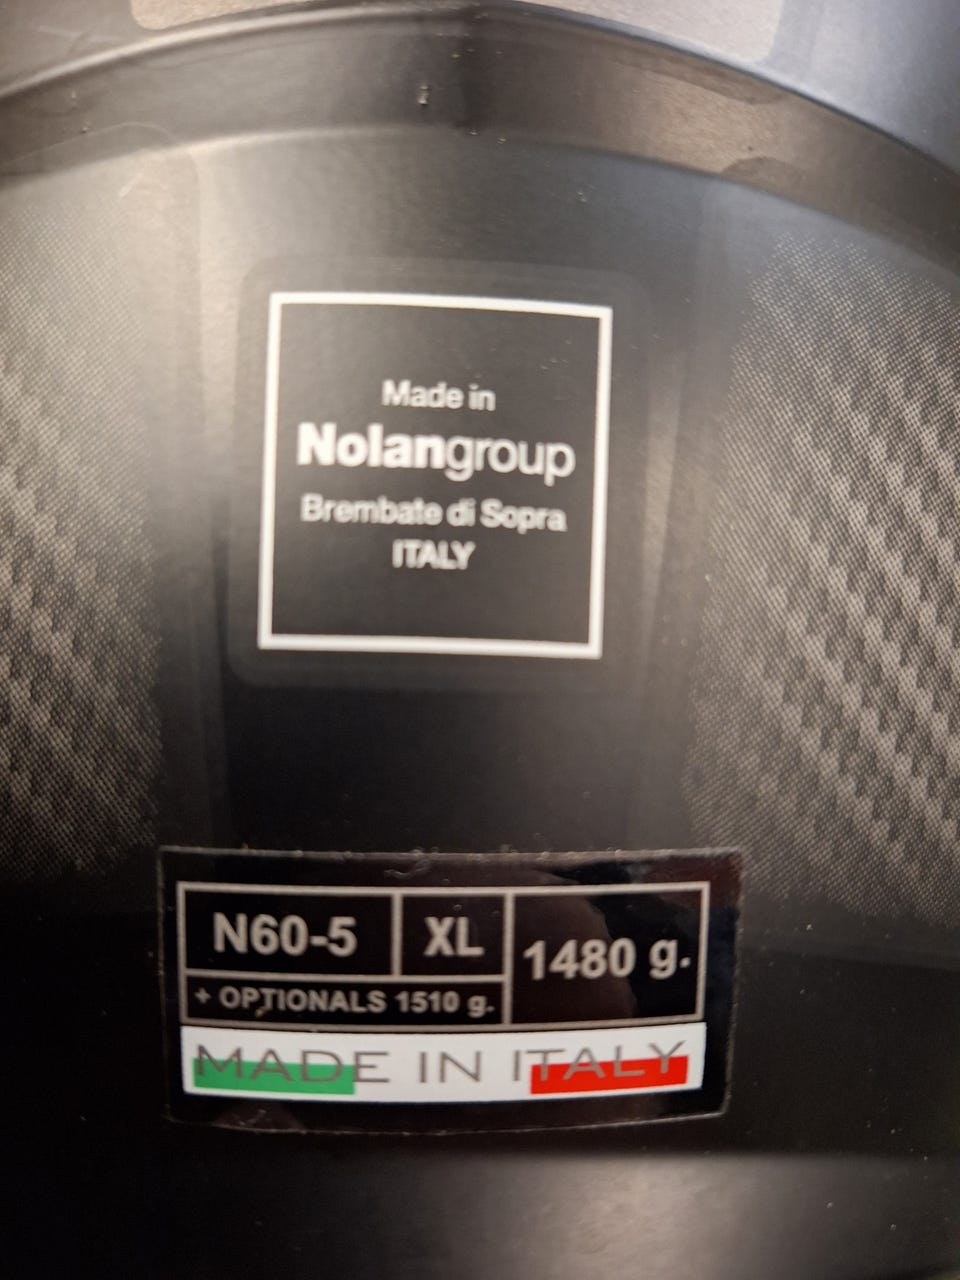 Made in
Nolangroup
Brembate di Sopra
ITALY
N60-5 XL 1480 g.
+ OPTIONALS 1510 g.
MADE IN ITALY